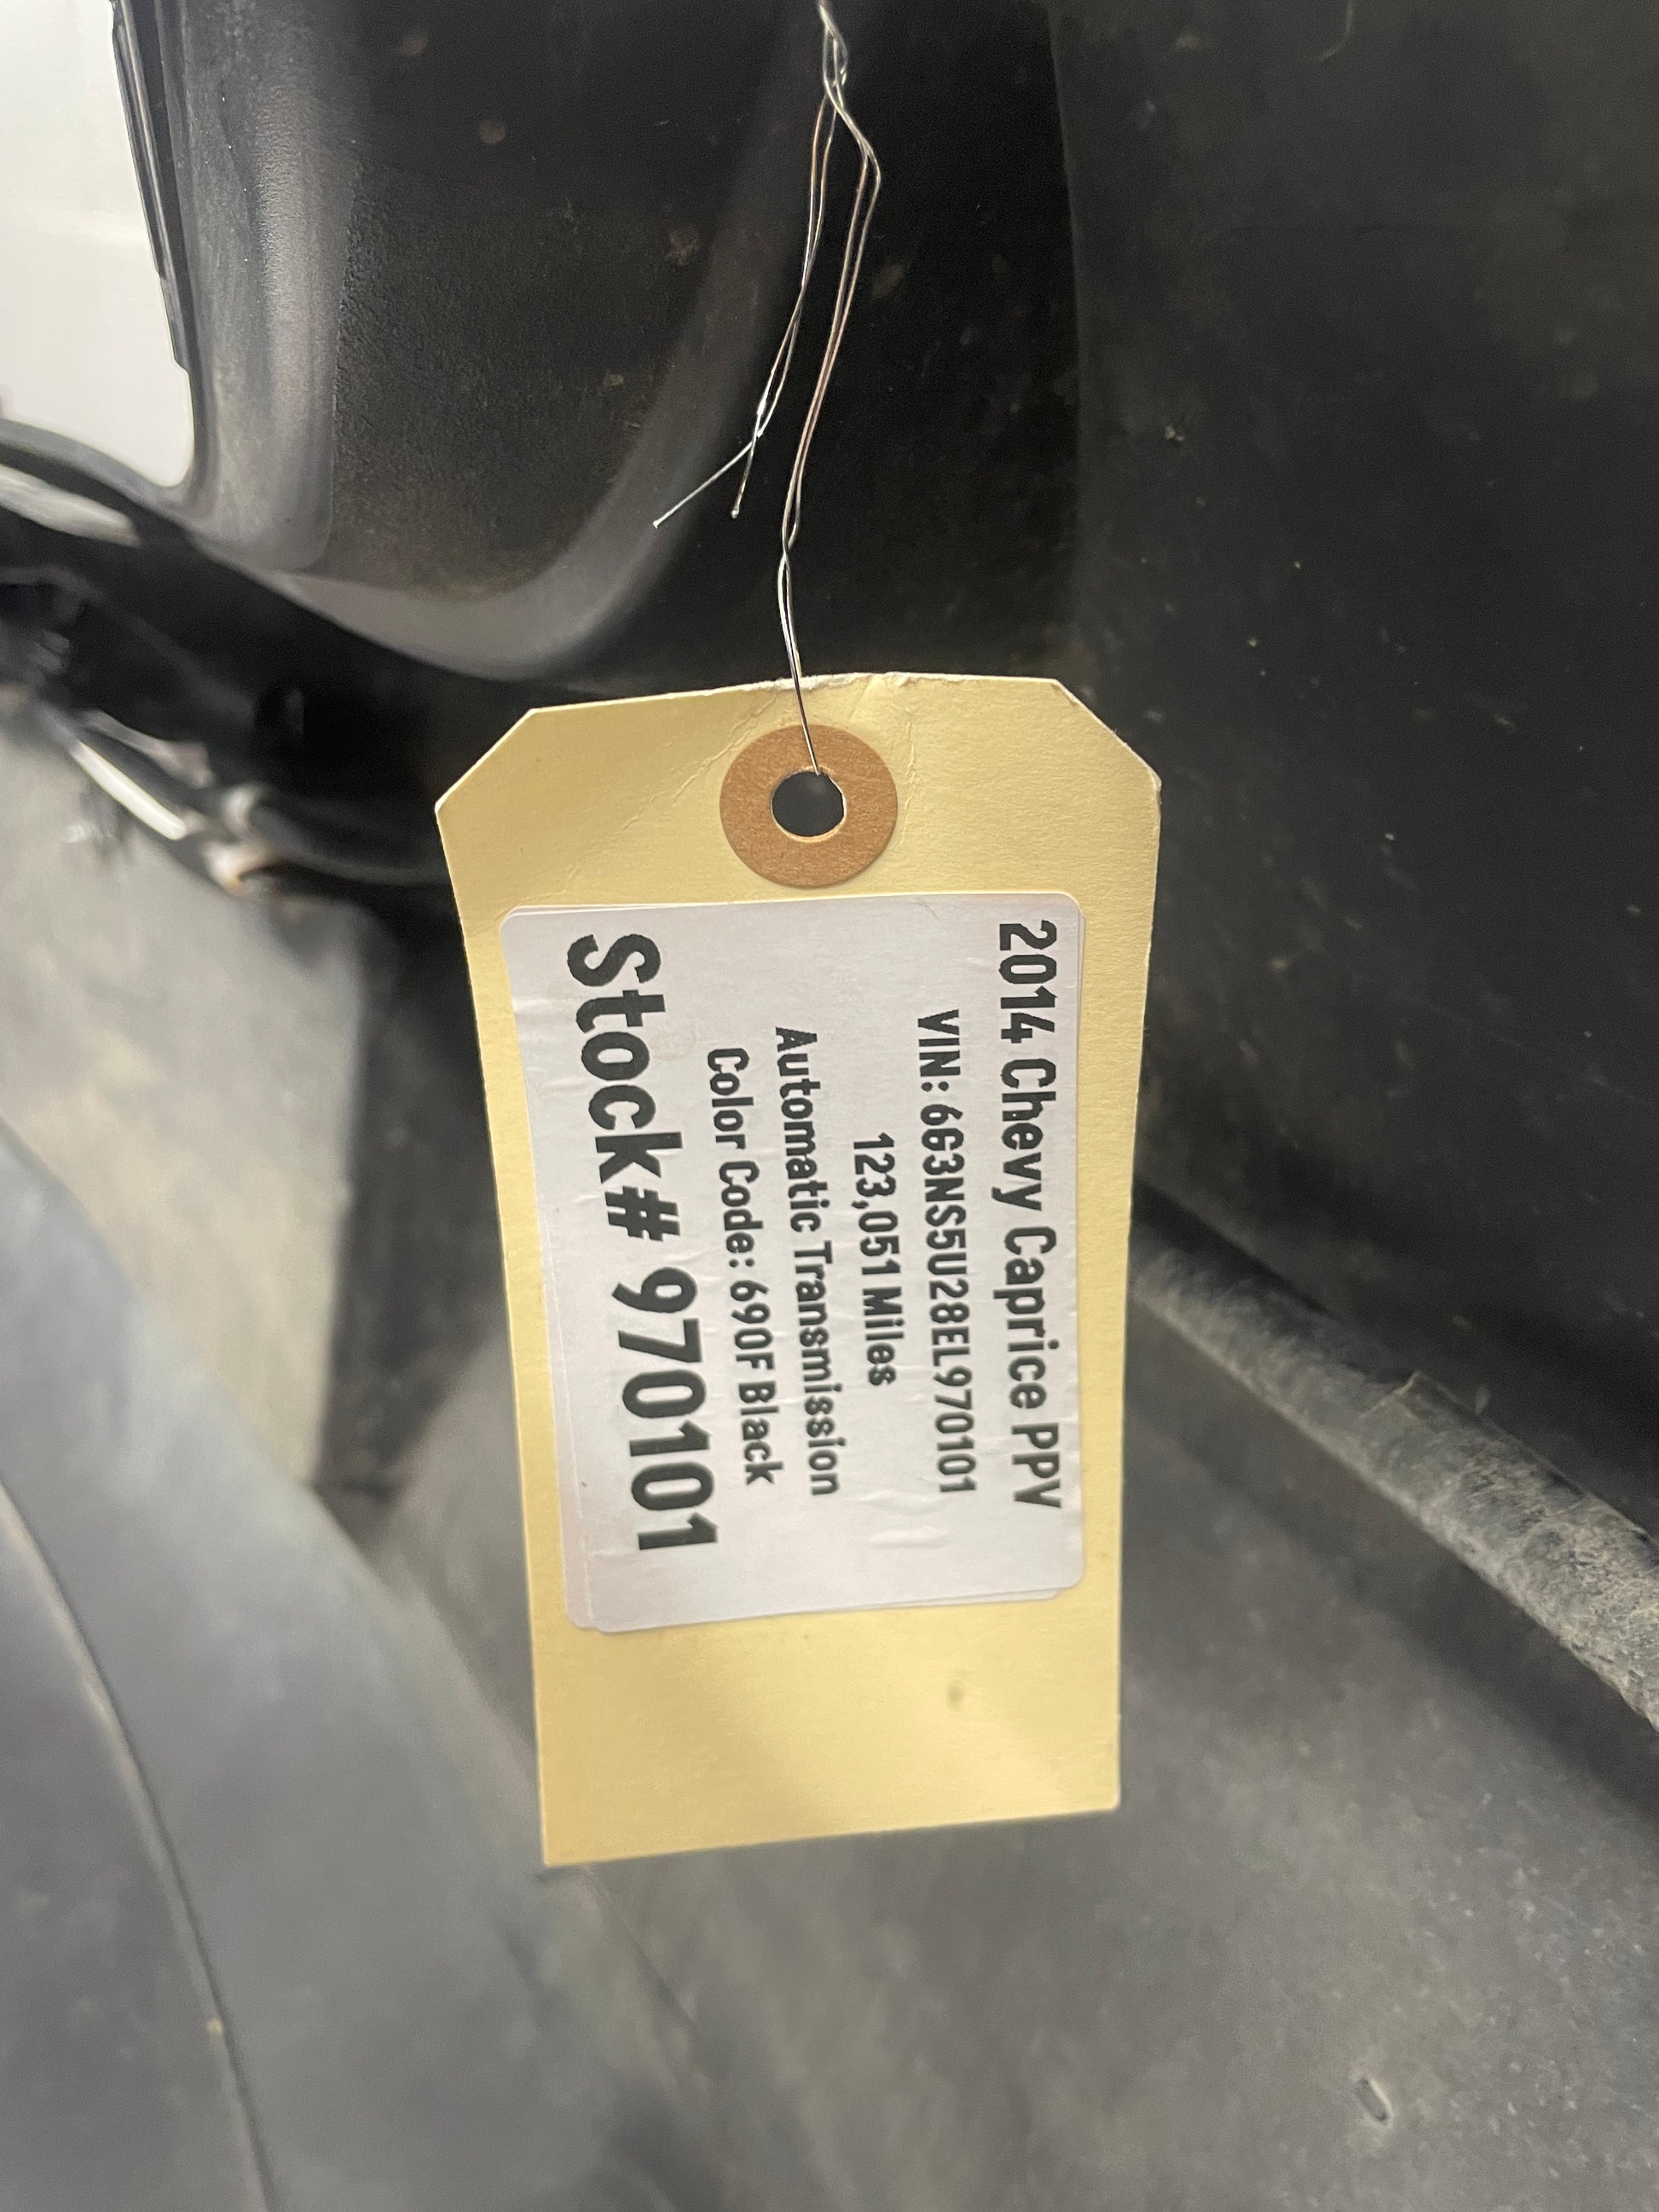 2014 Chevy Caprice PPV
VIN: 6G3NS5U28EL970101
123,051 Miles
Automatic Transmission
Color Code: 690F Black
Stock# 970101